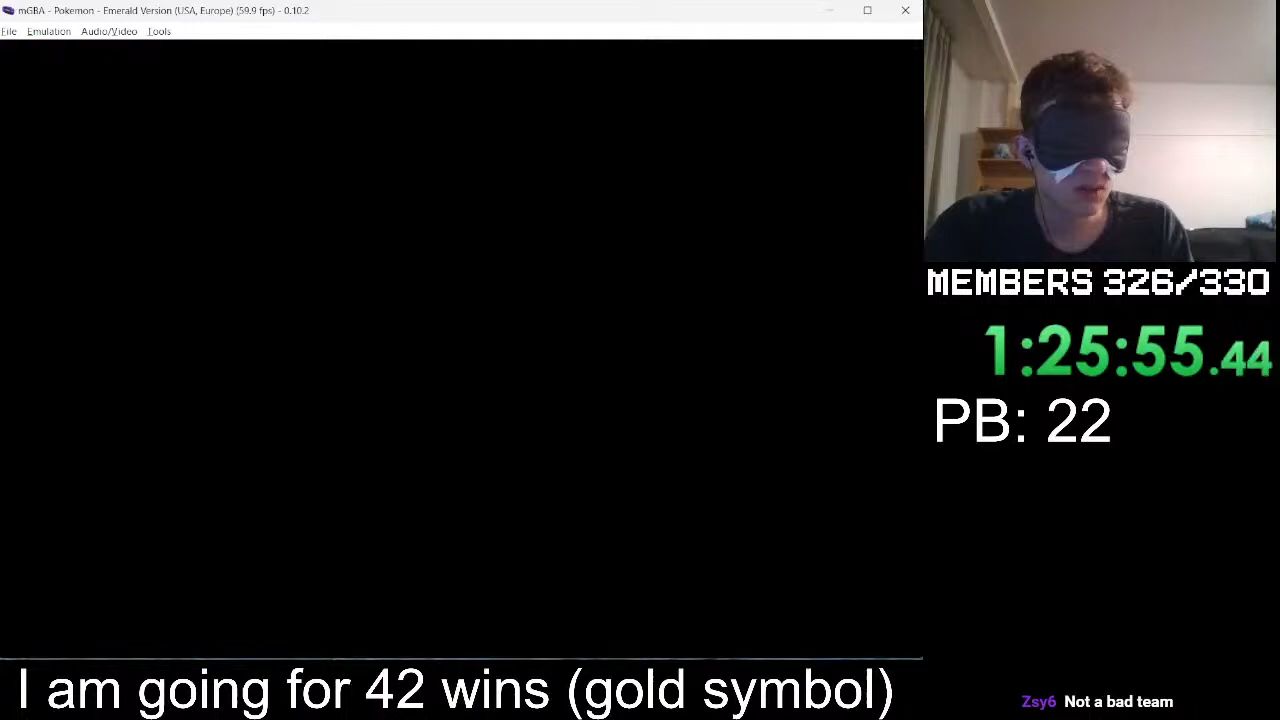 mGBA - Pokemon - Emerald Version (USA, Europe) (59.9 fps) - 0.10.2
File Emulation Audio/Video Tools
MEMBERS 326/330
1:25:55.44
PB: 22
I am going for 42 wins (gold symbol)
Zsy6 Not a bad team